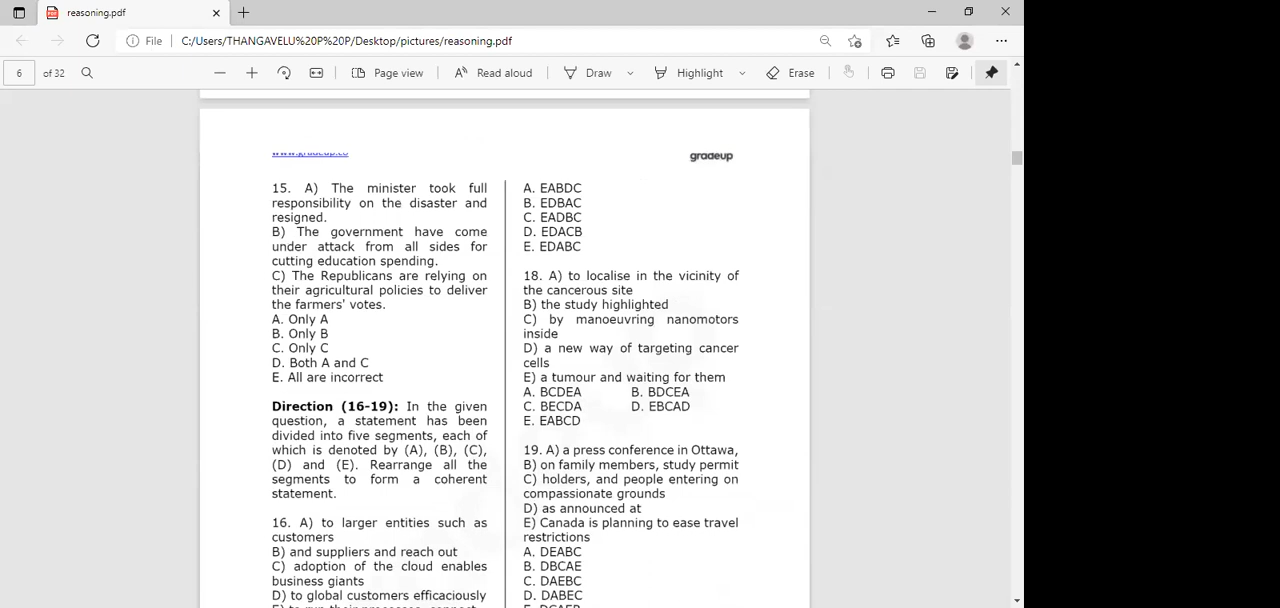 reasoning.pdf
File
C:/Users/THANGAVELU%20P%20P/Desktop/pictures/reasoning.pdf
6
of 32
Page view
Read aloud
Draw
Highlight
Erase
www.gradeup.co
gradeup
15. A) The minister took full
responsibility on the disaster and
resigned.
B) The government have come
under attack from all sides for
cutting education spending.
C) The Republicans are relying on
their agricultural policies to deliver
the farmers' votes.
A. Only A
B. Only B
C. Only C
D. Both A and C
E. All are incorrect
Direction (16-19): In the given
question, a statement has been
divided into five segments, each of
which is denoted by (A), (B), (C),
(D) and (E). Rearrange all the
segments to form a coherent
statement.
16. A) to larger entities such as
customers
B) and suppliers and reach out
C) adoption of the cloud enables
business giants
D) to global customers efficaciously
E) to run their processes, connect
A. EABDC
B. EDBAC
C. EADBC
D. EDACB
E. EDABC
18. A) to localise in the vicinity of
the cancerous site
B) the study highlighted
C) by manoeuvring nanomotors
inside
D) a new way of targeting cancer
cells
E) a tumour and waiting for them
A. BCDEA B. BDCEA
C. BECDA D. EBCAD
E. EABCD
19. A) a press conference in Ottawa,
B) on family members, study permit
C) holders, and people entering on
compassionate grounds
D) as announced at
E) Canada is planning to ease travel
restrictions
A. DEABC
B. DBCAE
C. DAEBC
D. DABEC
E. DCAEB